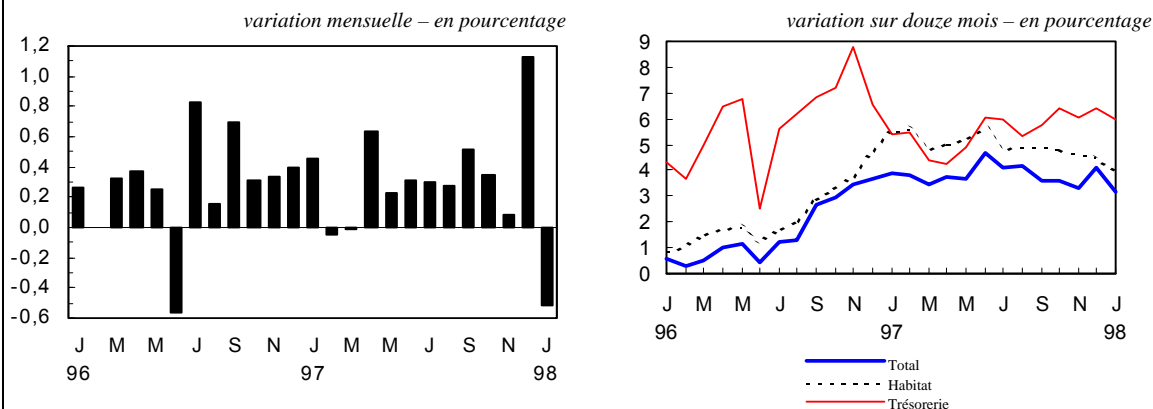 variation mensuelle – en pourcentage
1,2
1,0
0,8
0,6
0,4
0,2
0,0
-0,2
-0,4
-0,6
J M M J S N J M M J S N J
96 97 98
variation sur douze mois – en pourcentage
9
8
7
6
5
4
3
2
1
0
J M M J S N J M M J S N J
96 97 98
Total
Habitat
Trésorerie